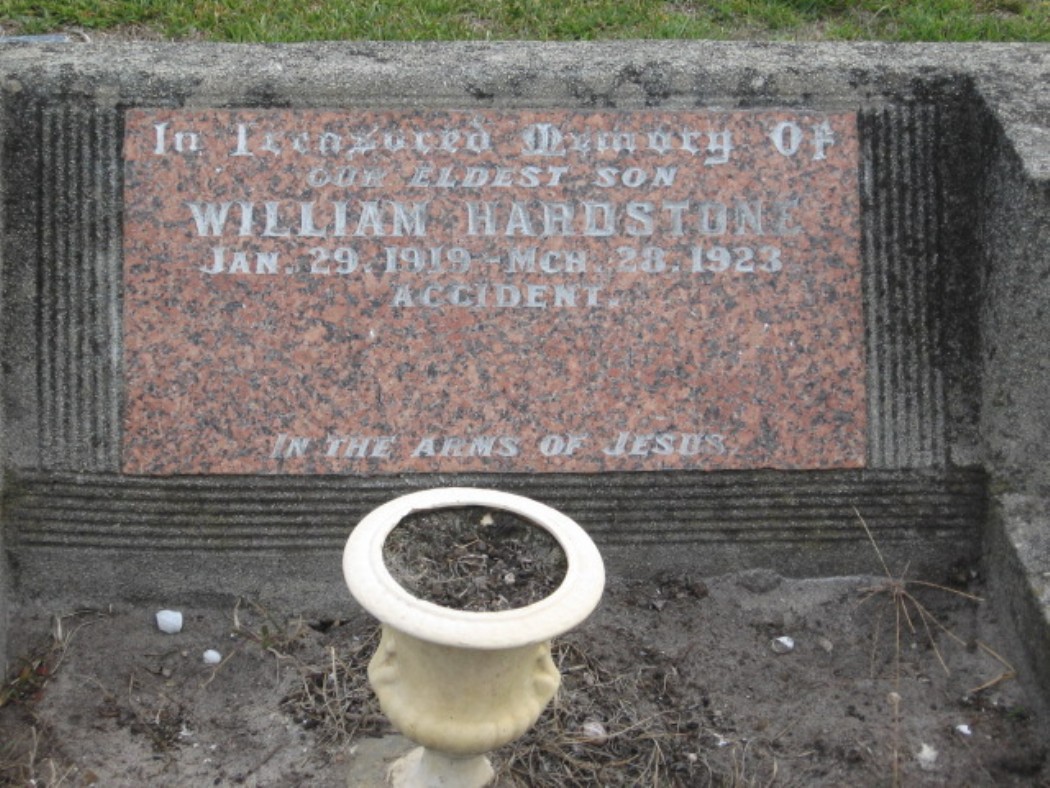 In Treasured Memory Of
OUR ELDEST SON
WILLIAM HARDSTONE
JAN. 29. 1919 - MCH. 28. 1923
ACCIDENT.
IN THE ARMS OF JESUS.